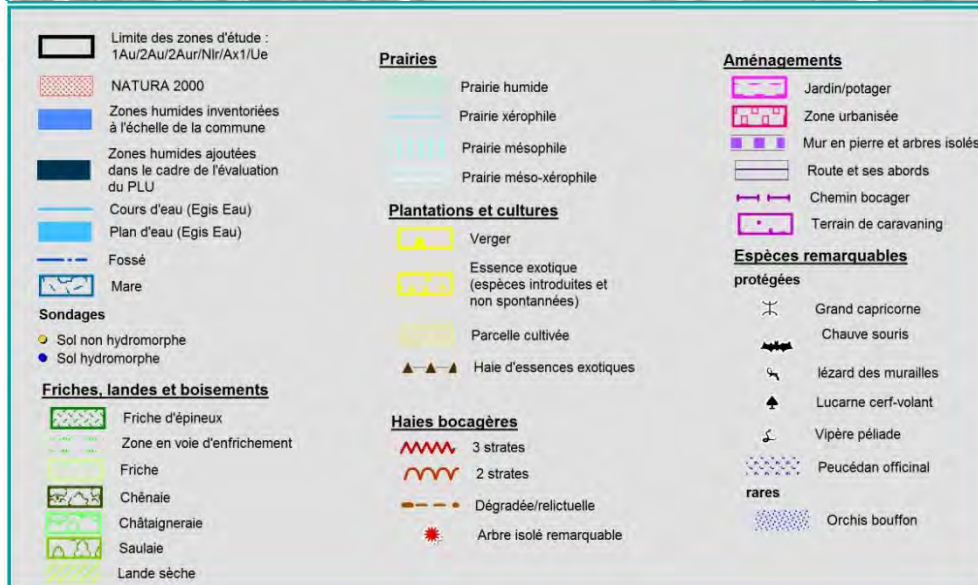 Limite des zones d'étude :
1Au/2Au/2Aur/Nlr/Ax1/Ue
NATURA 2000
Zones humides inventoriées
à l'échelle de la commune
Zones humides ajoutées
dans le cadre de l'évaluation
du PLU
Cours d'eau (Egis Eau)
Plan d'eau (Egis Eau)
Fossé
Mare
Sondages
Sol non hydromorphe
Sol hydromorphe
Friches, landes et boisements
Friche d'épineux
Zone en voie d'enfrichement
Friche
Chênaie
Châtaigneraie
Saulaie
Lande sèche
Prairies
Prairie humide
Prairie xérophile
Prairie mésophile
Prairie méso-xérophile
Plantations et cultures
Verger
Essence exotique
(espèces introduites et
non spontannées)
Parcelle cultivée
Haie d'essences exotiques
Haies bocagères
3 strates
2 strates
Dégradée/relictuelle
Arbre isolé remarquable
Aménagements
Jardin/potager
Zone urbanisée
Mur en pierre et arbres isolés
Route et ses abords
Chemin bocager
Terrain de caravaning
Espèces remarquables
protégées
Grand capricorne
Chauve souris
lézard des murailles
Lucarne cerf-volant
Vipère péliade
Peucédan officinal
rares
Orchis bouffon